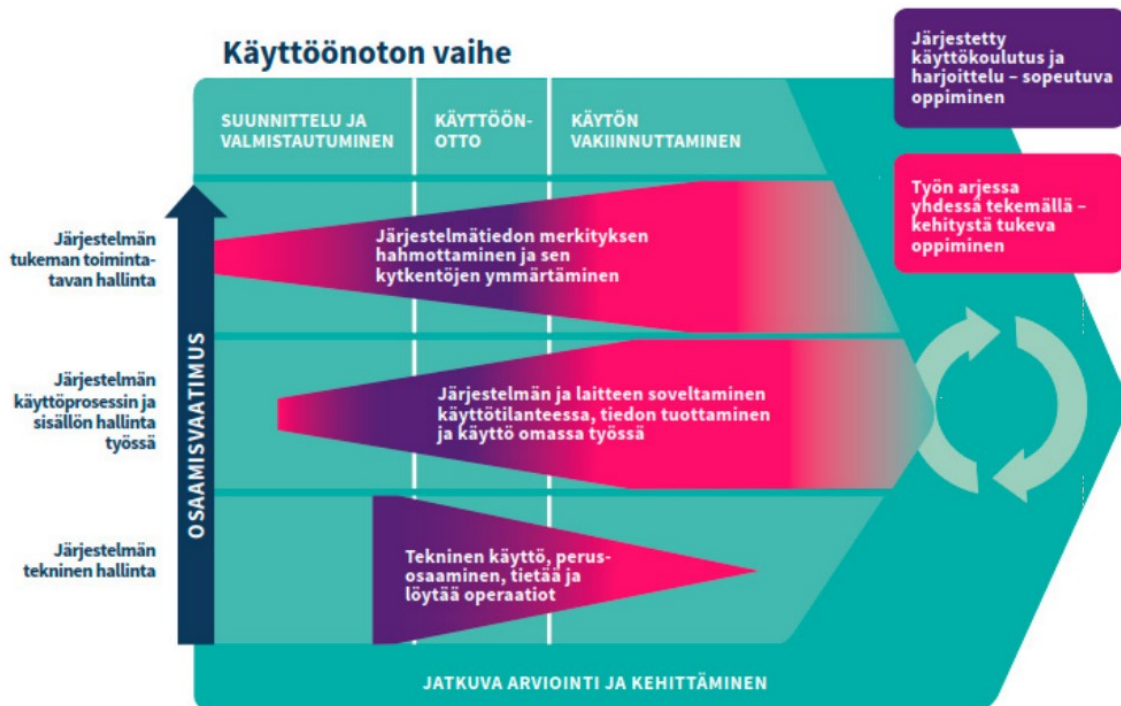 Käyttöönoton vaihe
Järjestetty
käyttökoulutus ja
harjoittelu – sopeutuva
oppiminen
Työn arjessa
yhdessä tekemällä –
kehitystä tukeva
oppiminen
SUUNNITTELU JA
VALMISTAUTUMINEN
KÄYTTÖÖN-
OTTO
KÄYTÖN
VAKIINNUTTAMINEN
OSAAMISVAATIMUS
Järjestelmän
tukeman toiminta-
tavan hallinta
Järjestelmätiedon merkityksen
hahmottaminen ja sen
kytkentöjen ymmärtäminen
Järjestelmän
käyttöprosessin ja
sisällön hallinta
työssä
Järjestelmän ja laitteen soveltaminen
käyttötilanteessa, tiedon tuottaminen
ja käyttö omassa työssä
Järjestelmän
tekninen hallinta
Tekninen käyttö, perus-
osaaminen, tietää ja
löytää operaatiot
JATKUVA ARVIOINTI JA KEHITTÄMINEN